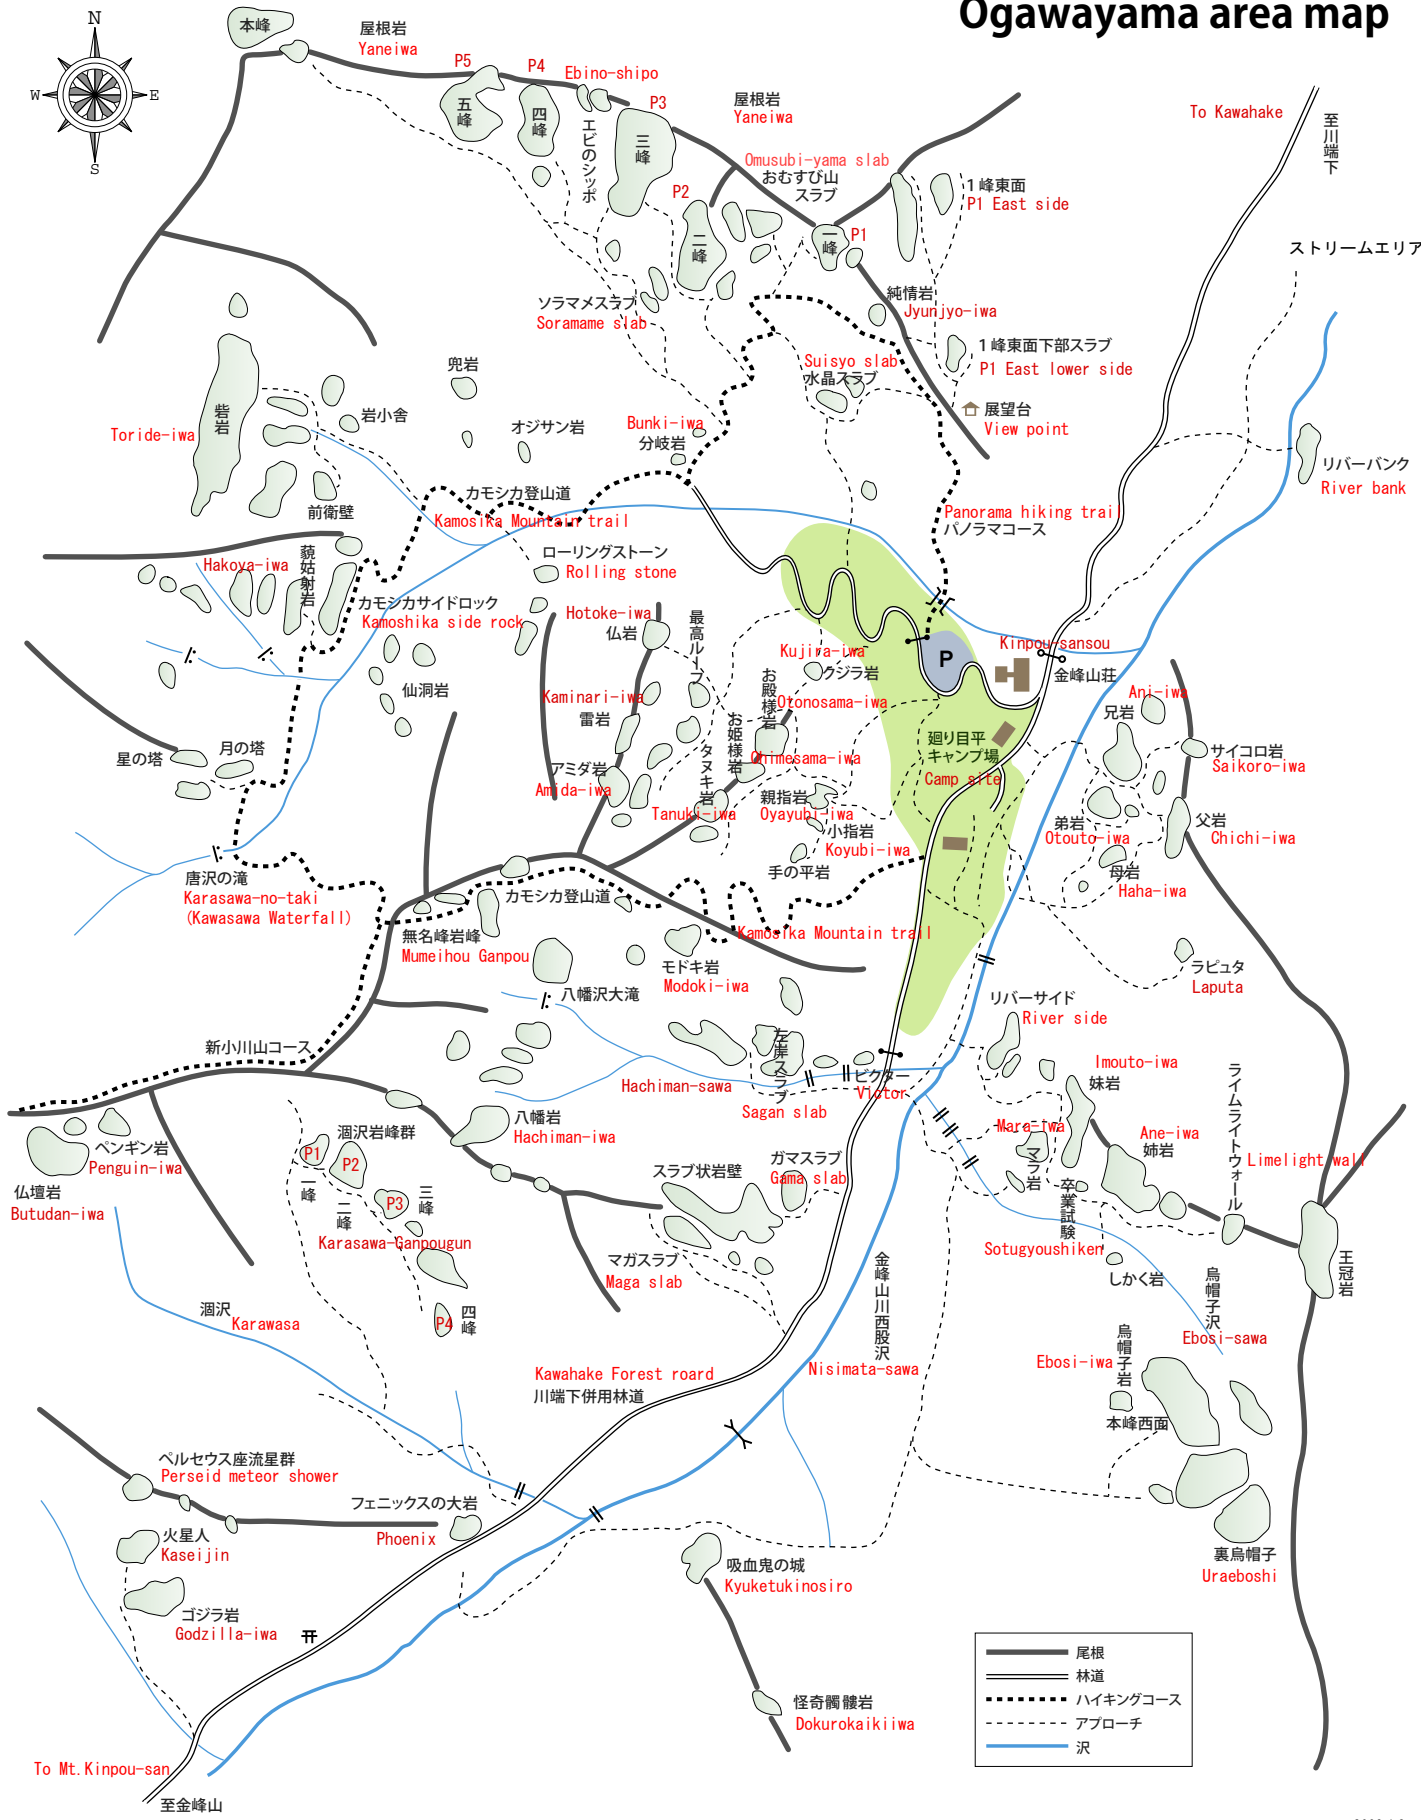 Ogawayama area map
N
W
E
S
本峰
屋根岩
Yaneiwa
P5
P4
Ebino-shipo
P3
五峰
四峰
エビのシッポ
三峰
屋根岩
Yaneiwa
To Kawahake
至川端下
Omusubi-yama slab
おむすび山
スラブ
P2
二峰
一峰
P1
1峰東面
P1 East side
ストリームエリア
純情岩
Jyunjyo-iwa
ソラマメスラブ
Soramame slab
1峰東面下部スラブ
P1 East lower side
Suisyo slab
水晶スラブ
展望台
View point
兜岩
砦岩
Toride-iwa
岩小舎
オジサン岩
Bunki-iwa
分岐岩
リバーバンク
River bank
前衛壁
カモシカ登山道
Kamosika Mountain trail
Panorama hiking trail
パノラマコース
Hakoya-iwa
藐姑射岩
ローリングストーン
Rolling stone
カモシカサイドロック
Kamoshika side rock
Hotoke-iwa
仏岩
最高ルーフ
Kujira-iwa
クジラ岩
P
Kinpou-sansou
金峰山荘
仙洞岩
Kaminari-iwa
雷岩
お殿様岩
Otonosama-iwa
お姫様岩
Ohimesama-iwa
Ani-iwa
兄岩
サイコロ岩
Saikoro-iwa
星の塔
月の塔
アミダ岩
Amida-iwa
タヌキ岩
Tanuki-iwa
廻り目平
キャンプ場
Camp site
親指岩
Oyayubi-iwa
小指岩
Koyubi-iwa
手の平岩
弟岩
Otouto-iwa
父岩
Chichi-iwa
母岩
Haha-iwa
唐沢の滝
Karasawa-no-taki
(Kawasawa Waterfall)
カモシカ登山道
Kamosika Mountain trail
無名峰岩峰
Mumeihou Ganpou
モドキ岩
Modoki-iwa
ラピュタ
Laputa
八幡沢大滝
リバーサイド
River side
新小川山コース
左岸スラブ
Sagan slab
Hachiman-sawa
ビクター
Victor
Imouto-iwa
妹岩
ライムライトウォール
Limelight wall
八幡岩
Hachiman-iwa
Mara-iwa
マラ岩
Ane-iwa
姉岩
ペンギン岩
Penguin-iwa
仏壇岩
Butudan-iwa
涸沢岩峰群
P1
P2
P3
一峰
二峰
三峰
Karasawa-Ganpougun
P4
四峰
スラブ状岩壁
ガマスラブ
Gama slab
卒業試験
Sotugyoushiken
マガスラブ
Maga slab
しかく岩
王冠岩
烏帽子沢
Ebosi-sawa
金峰山川西股沢
Nisimata-sawa
涸沢
Karawasa
Ebosi-iwa
烏帽子岩
Kawahake Forest roard
川端下併用林道
本峰西面
ペルセウス座流星群
Perseid meteor shower
フェニックスの大岩
Phoenix
火星人
Kaseijin
吸血鬼の城
Kyuketukinosiro
裏烏帽子
Uraeboshi
ゴジラ岩
Godzilla-iwa
怪奇髑髏岩
Dokurokaikiiwa
尾根
林道
ハイキングコース
アプローチ
沢
To Mt.Kinpou-san
至金峰山